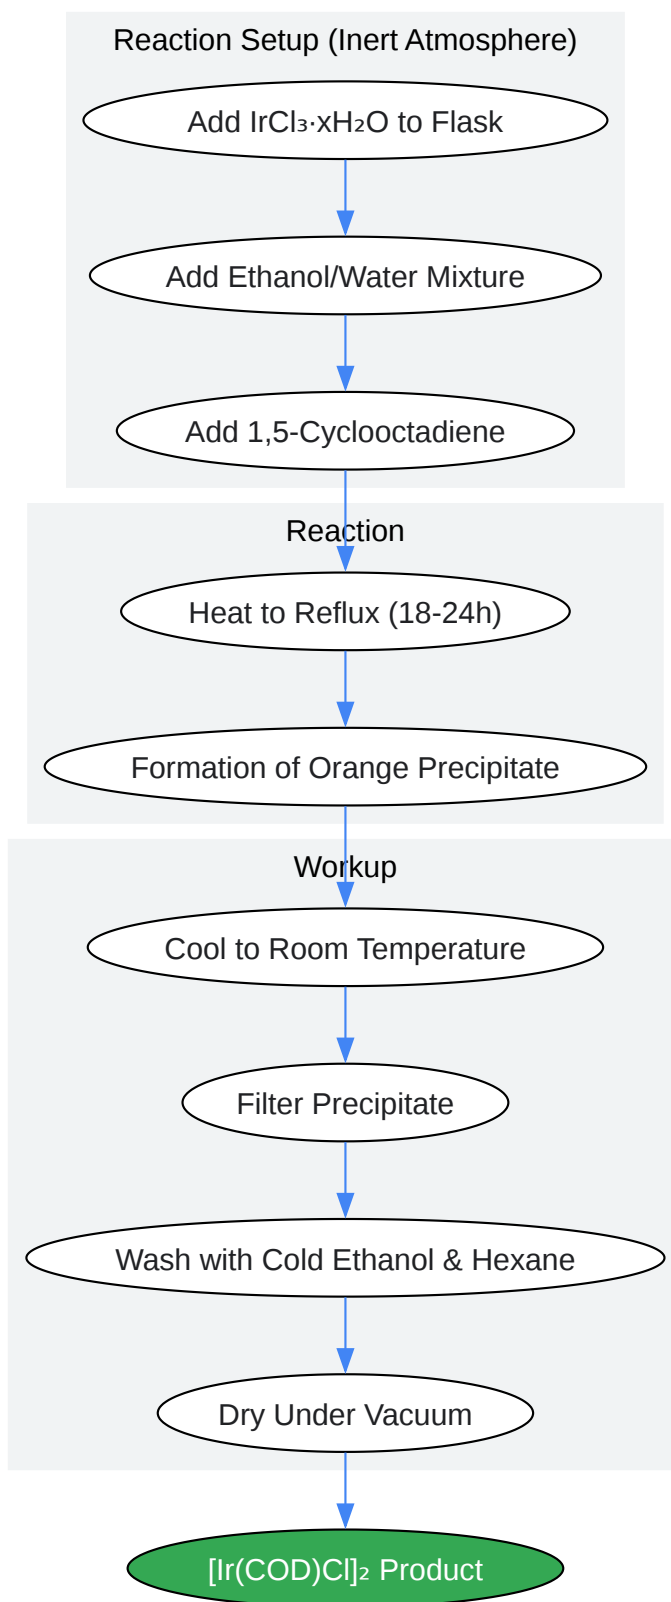 Reaction Setup (Inert Atmosphere)
Add IrCl₃·xH₂O to Flask
Add Ethanol/Water Mixture
Add 1,5-Cyclooctadiene
Reaction
Heat to Reflux (18-24h)
Formation of Orange Precipitate
Workup
Cool to Room Temperature
Filter Precipitate
Wash with Cold Ethanol & Hexane
Dry Under Vacuum
[Ir(COD)Cl]₂ Product